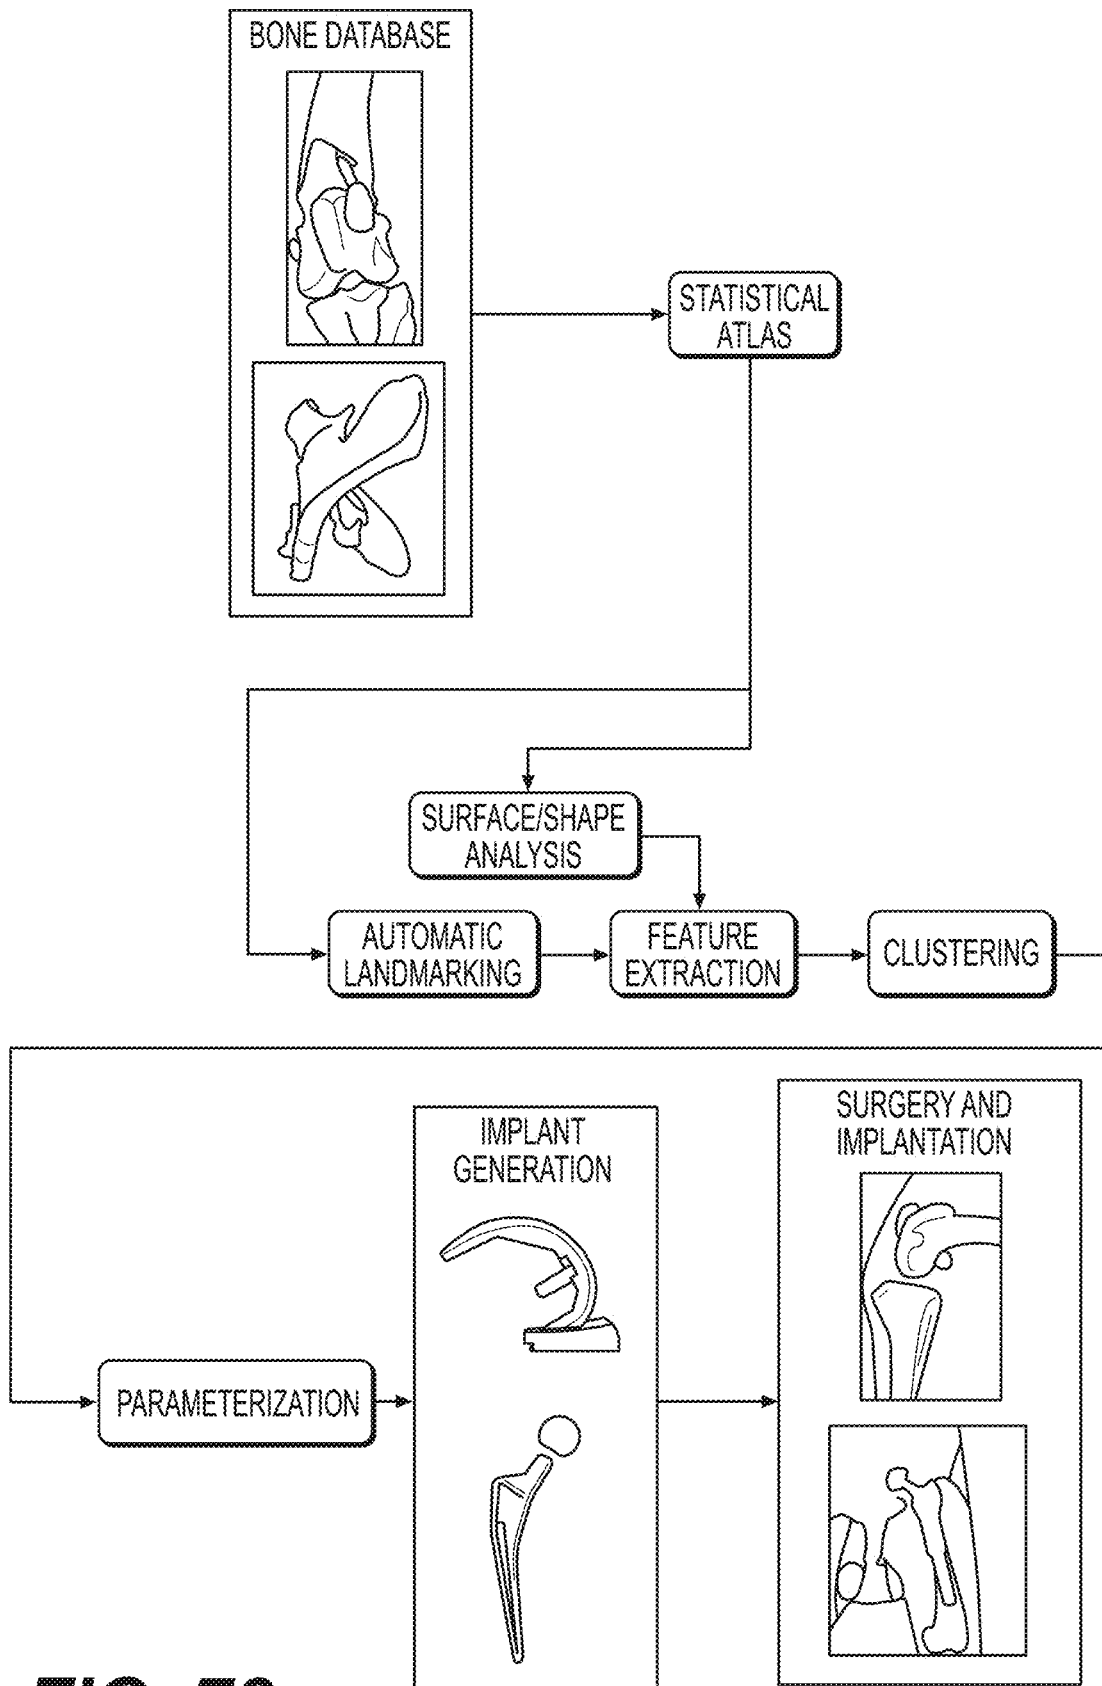 BONE DATABASE
STATISTICAL
ATLAS
SURFACE/SHAPE
ANALYSIS
AUTOMATIC
LANDMARKING
FEATURE
EXTRACTION
CLUSTERING
PARAMETERIZATION
IMPLANT
GENERATION
SURGERY AND
IMPLANTATION